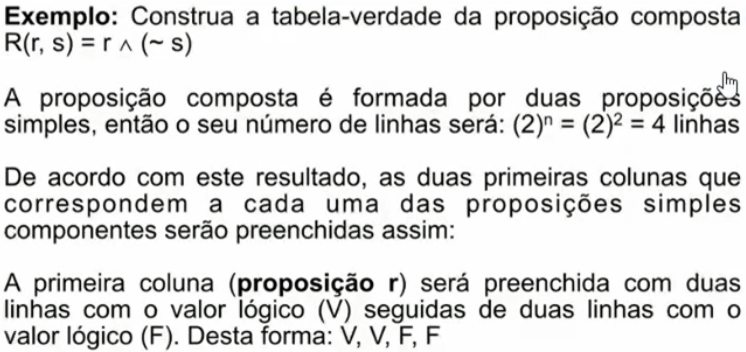 Exemplo: Construa a tabela-verdade da proposição composta
R(r, s) = r ∧ (~ s)
A proposição composta é formada por duas proposições
simples, então o seu número de linhas será: (2)ⁿ = (2)² = 4 linhas
De acordo com este resultado, as duas primeiras colunas que
correspondem a cada uma das proposições simples
componentes serão preenchidas assim:
A primeira coluna (proposição r) será preenchida com duas
linhas com o valor lógico (V) seguidas de duas linhas com o
valor lógico (F). Desta forma: V, V, F, F